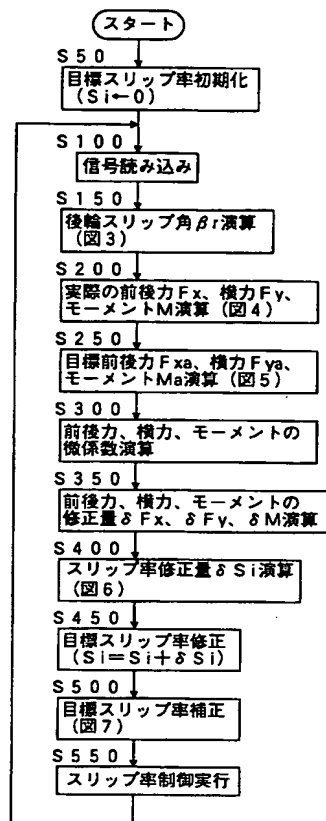 スタート
S50
目標スリップ率初期化
(Si←0)
S100
信号読み込み
S150
後輪スリップ角βr演算
(図3)
S200
実際の前後力Fx、横力Fy、
モーメントM演算(図4)
S250
目標前後力Fxa、横力Fya、
モーメントMa演算(図5)
S300
前後力、横力、モーメントの
微係数演算
S350
前後力、横力、モーメントの
修正量δFx、δFy、δM演算
S400
スリップ率修正量δSi演算
(図6)
S450
目標スリップ率修正
(Si=Si+δSi)
S500
目標スリップ率補正
(図7)
S550
スリップ率制御実行